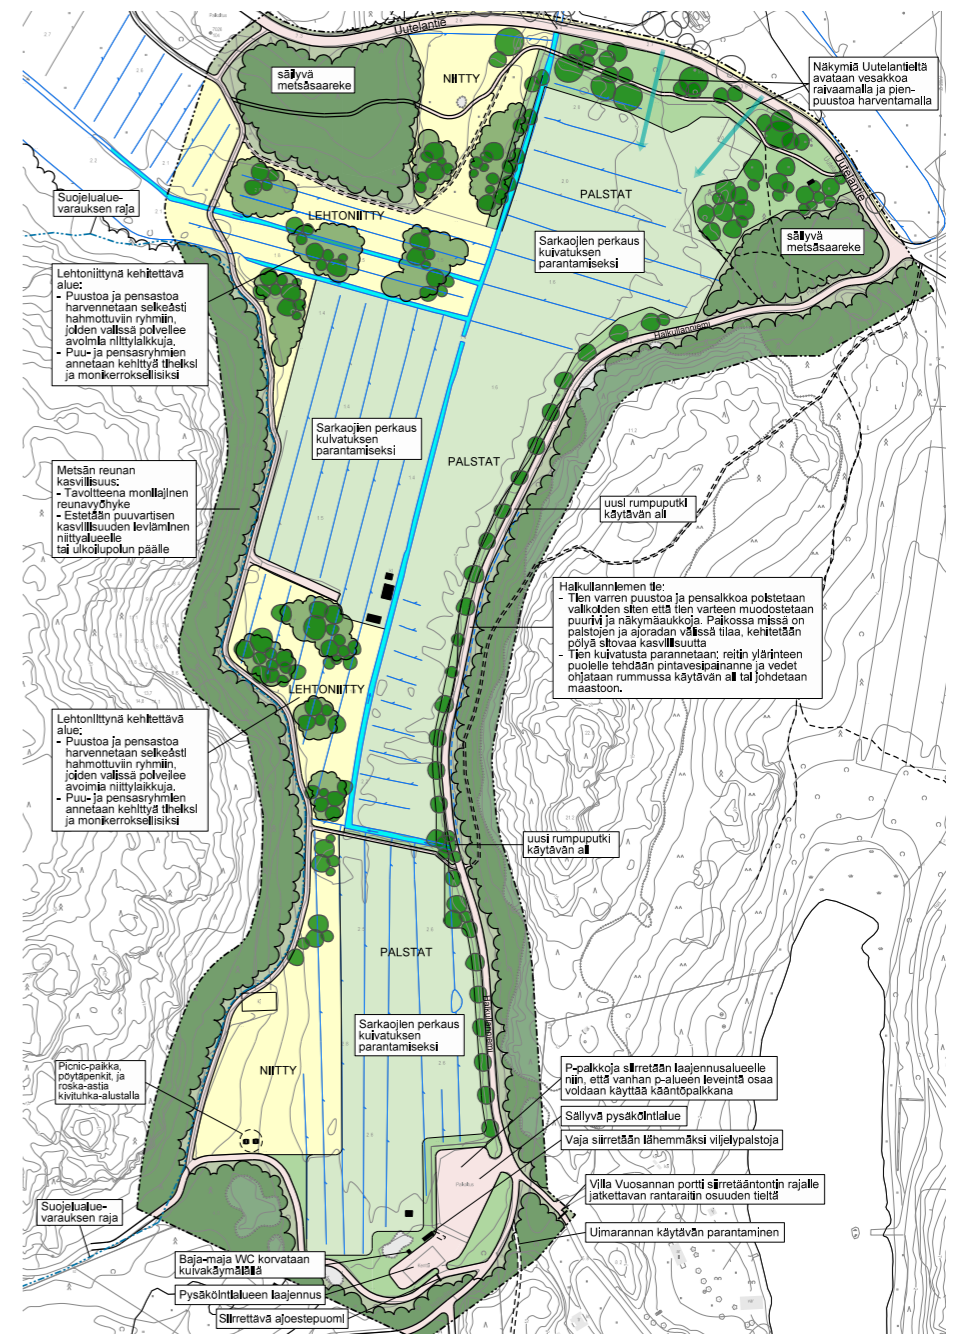 Uutelantie
säilyvä
metsäsaareke
NIITTY
Näkymiä Uutelantieltä
avataan vesakkoa
raivaamalla ja pien-
puustoa harventamalla
Uutelantie
Suojelualue-
varauksen raja
PALSTAT
LEHTONIITTY
säilyvä
metsäsaareke
Sarkaojien perkaus
kuivatuksen
parantamiseksi
Lehtoniittynä kehitettävä
alue:
- Puustoa ja pensastoa
harvennetaan selkeästi
hahmottuviin ryhmiin,
joiden välissä polveilee
avoimia niittylaikkuja.
- Puu- ja pensasryhmien
annetaan kehittyä tiheiksi
ja monikerroksellisiksi
Haikullanniemi
Sarkaojien perkaus
kuivatuksen
parantamiseksi
PALSTAT
Metsän reunan
kasvillisuus:
- Tavoitteena monilajinen
reunavyöhyke
- Estetään puuvartisen
kasvillisuuden leviäminen
niittyalueelle
tai ulkoilupolun päälle
uusi rumpuputki
käytävän ali
Haikullanniemen tie:
- Tien varren puustoa ja pensaikkoa poistetaan
valikoiden siten että tien varteen muodostetaan
puurivi ja näkymäaukkoja. Paikoissa missä on
palstojen ja ajoradan välissä tilaa, kehitetään
pölyä sitovaa kasvillisuutta
- Tien kuivatusta parannetaan: reitin ylärinteen
puolelle tehdään pintavesipainanne ja vedet
ohjataan rummussa käytävän ali tai johdetaan
maastoon.
LEHTONIITTY
Lehtoniittynä kehitettävä
alue:
- Puustoa ja pensastoa
harvennetaan selkeästi
hahmottuviin ryhmiin,
joiden välissä polveilee
avoimia niittylaikkuja.
- Puu- ja pensasryhmien
annetaan kehittyä tiheiksi
ja monikerroksellisiksi
uusi rumpuputki
käytävän ali
PALSTAT
Haikullanniemi
Sarkaojien perkaus
kuivatuksen
parantamiseksi
NIITTY
Picnic-paikka,
pöytäpenkit, ja
roska-astia
kivituhka-alustalla
P-paikkoja siirretään laajennusalueelle
niin, että vanhan p-alueen leveintä osaa
voidaan käyttää kääntöpaikkana
Säilyvä pysäköintialue
Vaja siirretään lähemmäksi viljelypalstoja
Villa Vuosannan portti siirretääntontin rajalle
jatkettavan rantaraitin osuuden tieltä
Suojelualue-
varauksen raja
Uimarannan käytävän parantaminen
Baja-maja WC korvataan
kuivakäymälällä
Pysäköintialueen laajennus
Siirrettävä ajoestepuomi